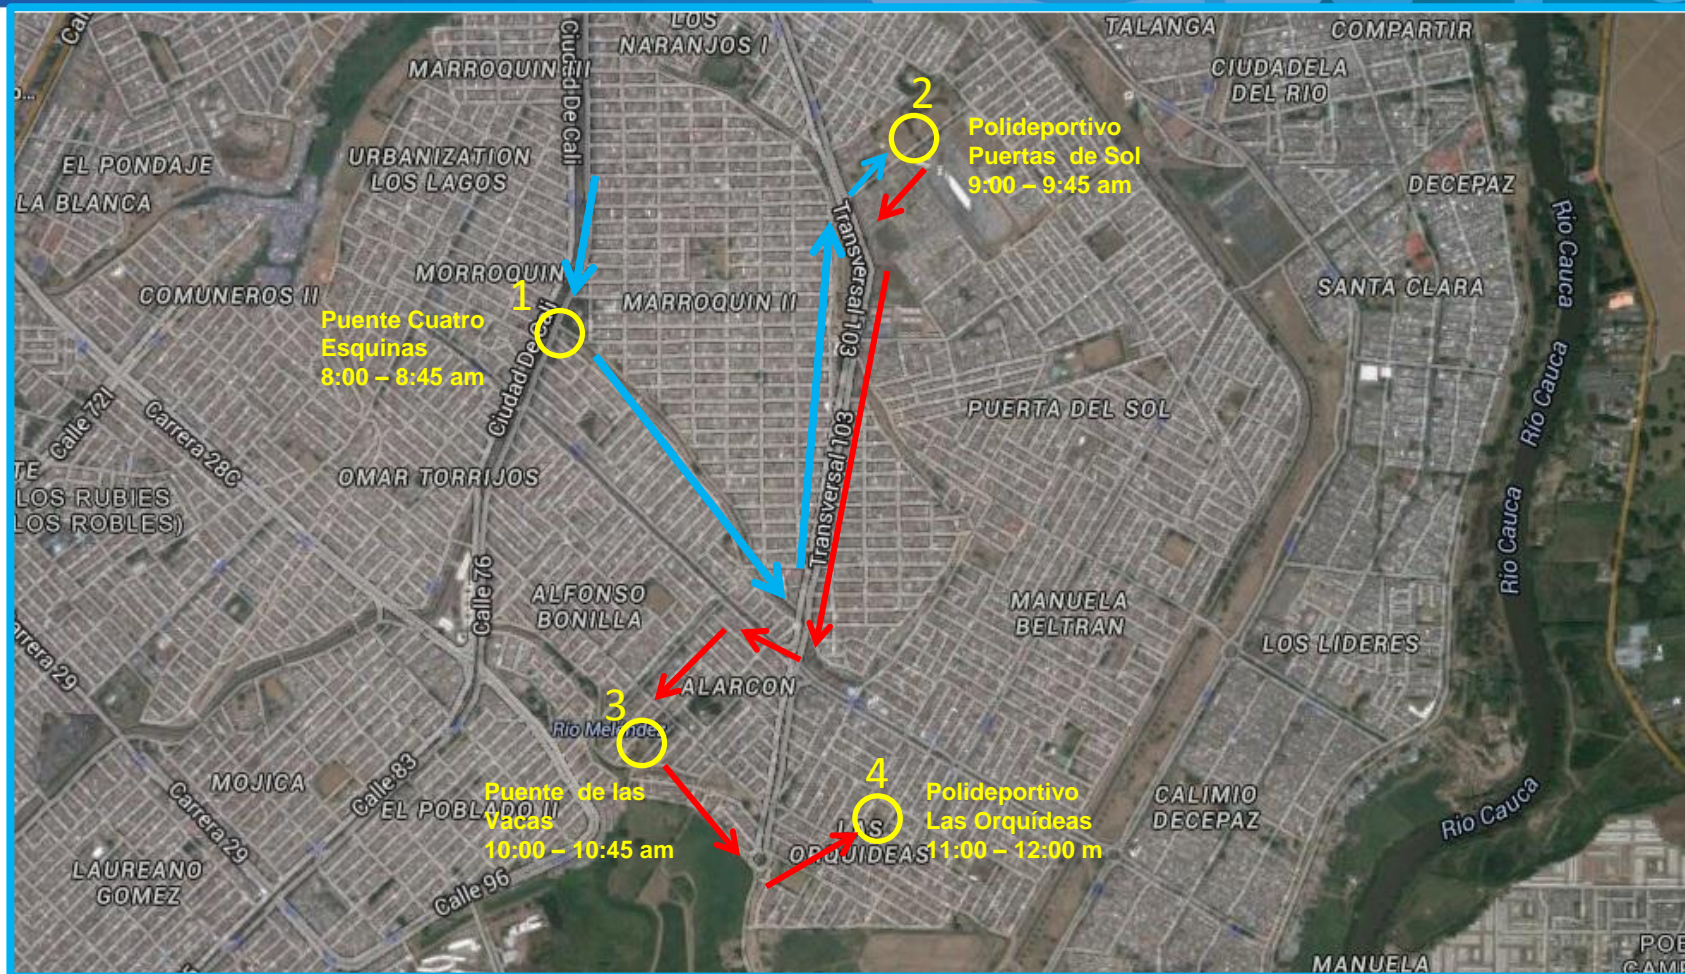 LOS
NARANJOS I
TALANGA
COMPARTIR
MARROQUIN III
Ciudad De Cali
CIUDADELA
DEL RIO
2
Polideportivo
Puertas de Sol
9:00 – 9:45 am
EL PONDAJE
URBANIZATION
LOS LAGOS
LA BLANCA
DECEPAZ
Rio Cauca
Transversal 103
MORROQUIN
COMUNEROS II
MARROQUIN II
SANTA CLARA
1
Puente Cuatro
Esquinas
8:00 – 8:45 am
Ciudad De Cali
Calle 72I
Carrera 28C
PUERTA DEL SOL
Río Cauca
Transversal 103
OMAR TORRIJOS
LOS RUBIES
LOS ROBLES)
Rio Cauca
Calle 76
ALFONSO
BONILLA
MANUELA
BELTRAN
LOS LIDERES
Carrera 29
ALARCON
3
Río Meléndez
Puente de las
Vacas
10:00 – 10:45 am
4
Polideportivo
Las Orquídeas
11:00 – 12:00 m
LAS
ORQUIDEAS
MOJICA
Calle 83
EL POBLADO II
CALIMIO
DECEPAZ
Rio Cauca
Carrera 29
LAUREANO
GOMEZ
Calle 96
MANUELA